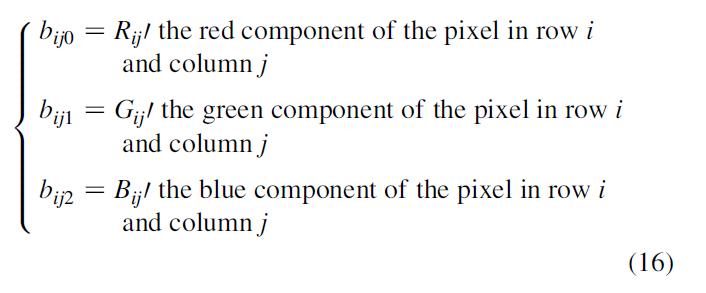 b_{ij0} = R_{ij}′ the red component of the pixel in row i
and column j
b_{ij1} = G_{ij}′ the green component of the pixel in row i
and column j
b_{ij2} = B_{ij}′ the blue component of the pixel in row i
and column j
(16)